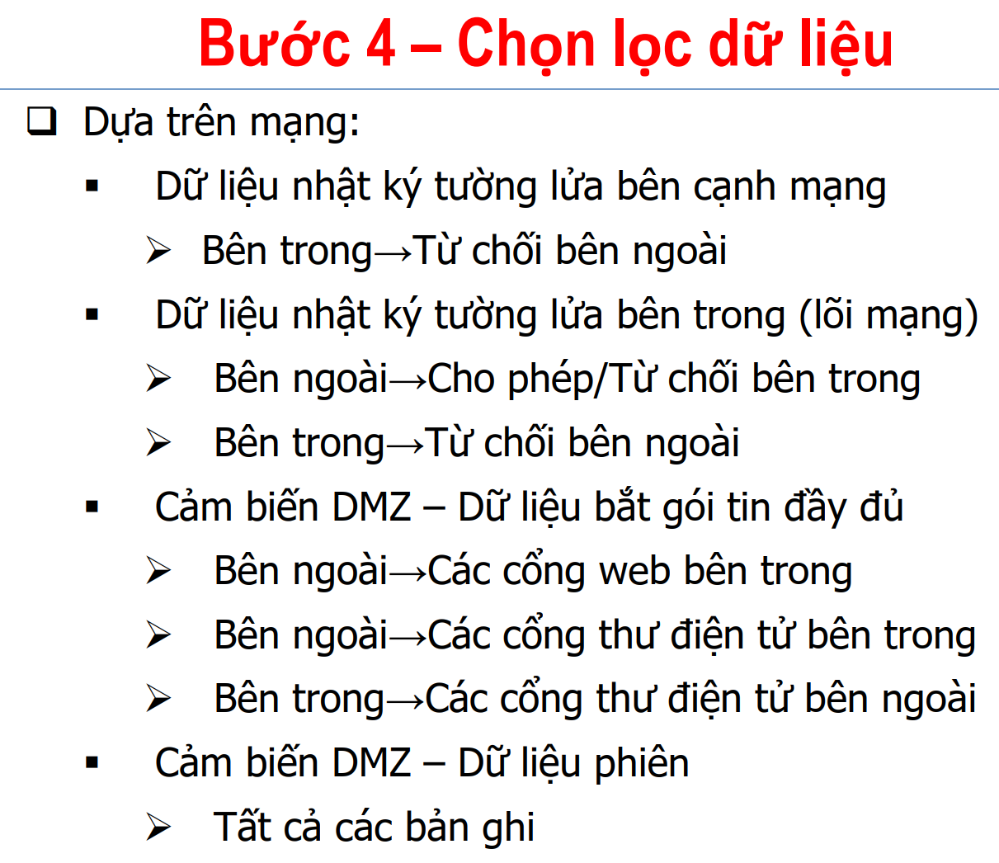 Bước 4 – Chọn lọc dữ liệu
Dựa trên mạng:
Dữ liệu nhật ký tường lửa bên cạnh mạng
Bên trong→Từ chối bên ngoài
Dữ liệu nhật ký tường lửa bên trong (lõi mạng)
Bên ngoài→Cho phép/Từ chối bên trong
Bên trong→Từ chối bên ngoài
Cảm biến DMZ – Dữ liệu bắt gói tin đầy đủ
Bên ngoài→Các cổng web bên trong
Bên ngoài→Các cổng thư điện tử bên trong
Bên trong→Các cổng thư điện tử bên ngoài
Cảm biến DMZ – Dữ liệu phiên
Tất cả các bản ghi